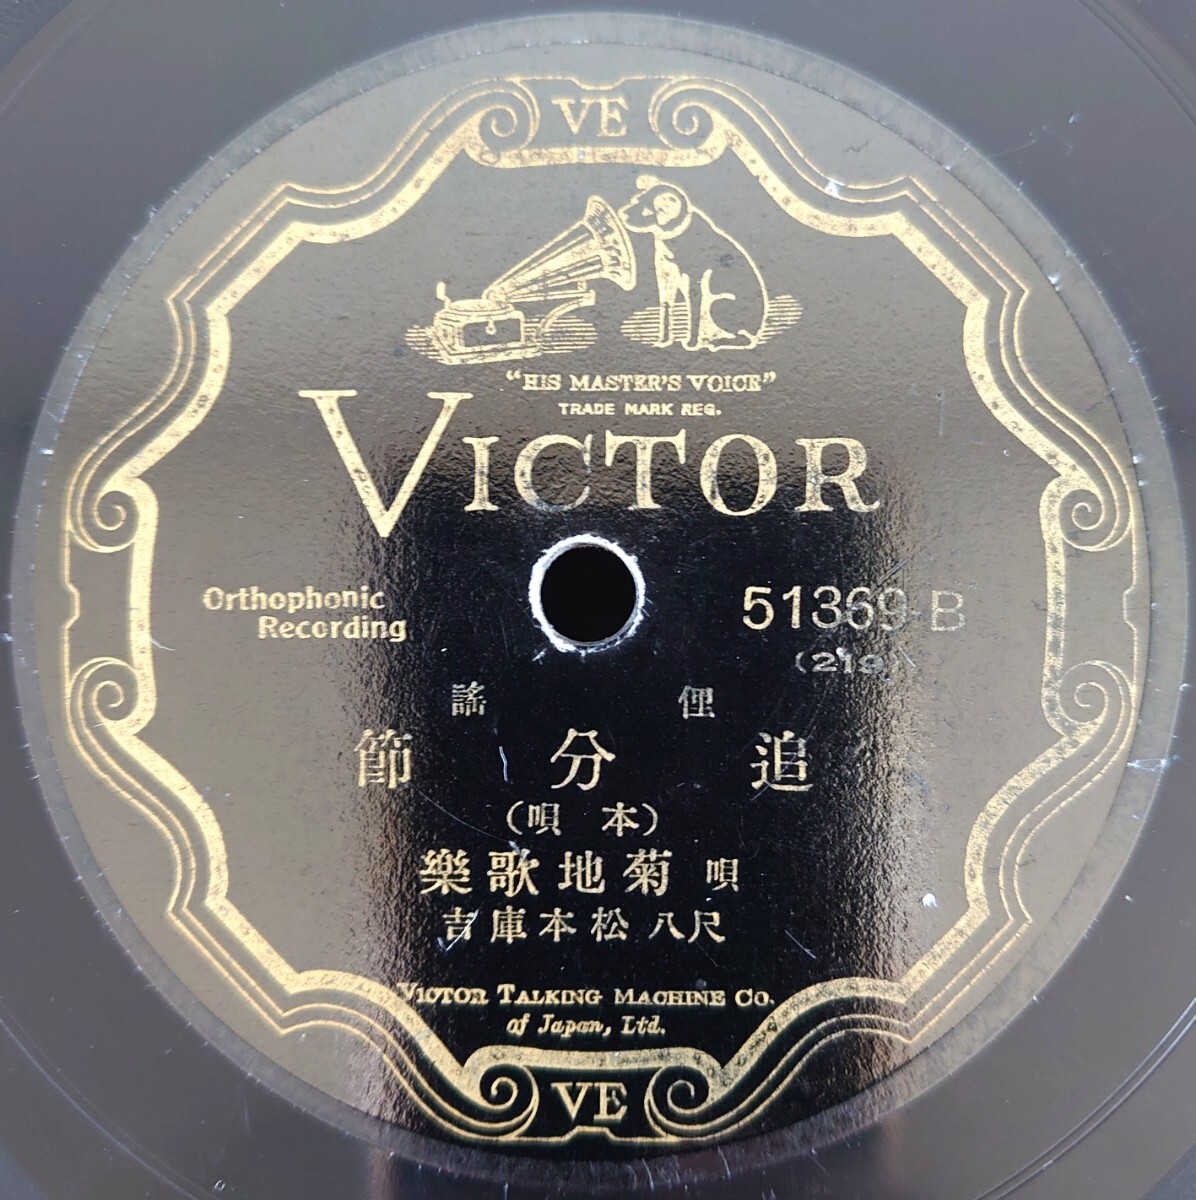 VE
"HIS MASTER'S VOICE"
TRADE MARK REG.
VICTOR
Orthophonic
Recording
51369-B
俚謠
追分節
(本唄)
唄 菊地歌樂
尺八 松本庫吉
VICTOR TALKING MACHINE CO.
of Japan, Ltd.
VE